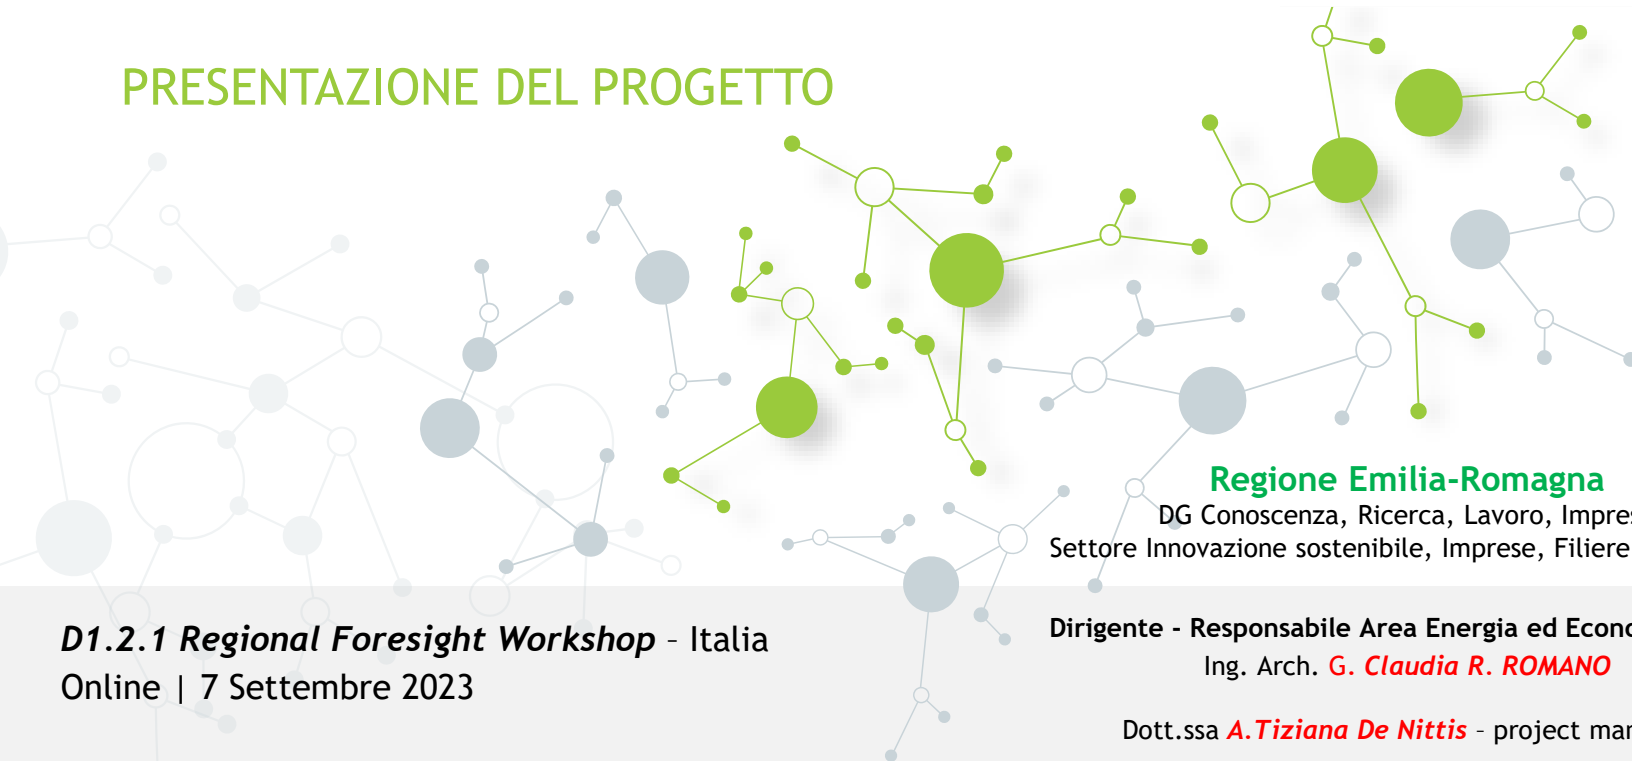 PRESENTAZIONE DEL PROGETTO
Regione Emilia-Romagna
DG Conoscenza, Ricerca, Lavoro,
Settore Innovazione sostenibile, Imprese, Filiere
D1.2.1 Regional Foresight Workshop – Italia
Online | 7 Settembre 2023
Dirigente - Responsabile Area Energia ed
Ing. Arch. G. Claudia R. ROMANO
Dott.ssa A.Tiziana De Nittis – project